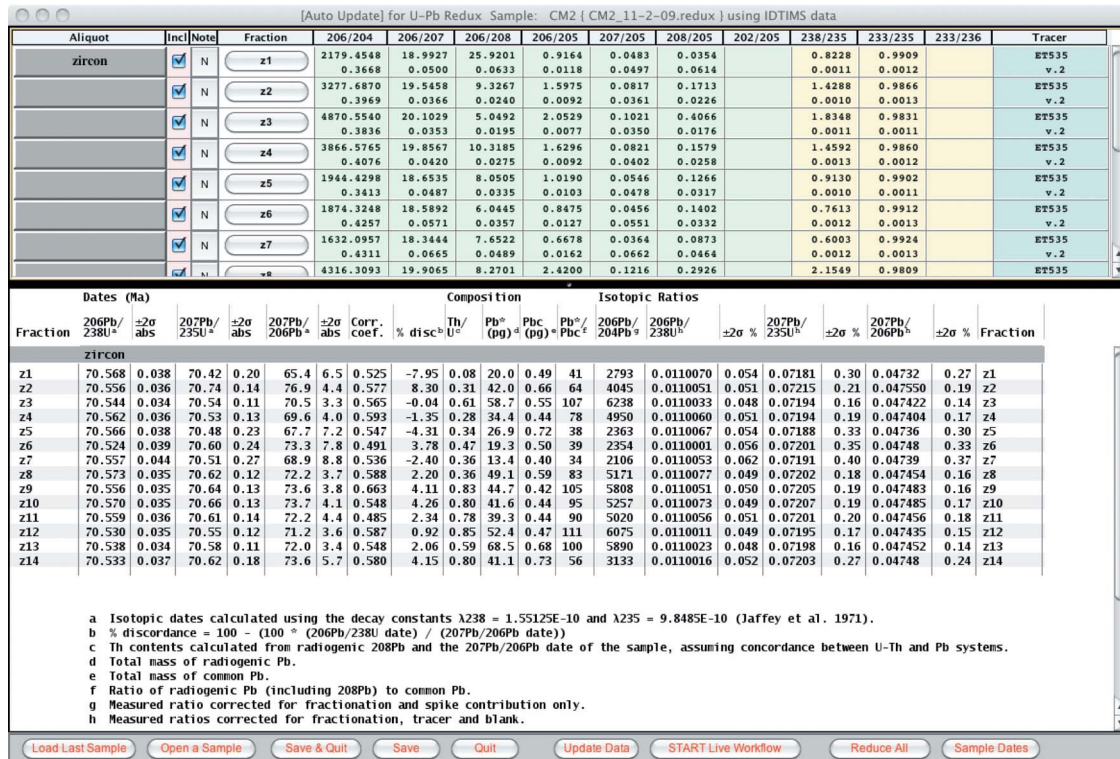 [Auto Update] for U-Pb Redux Sample: CM2 { CM2_11-2-09.redux } using IDTIMS data
Aliquot Incl Note Fraction 206/204 206/207 206/208 206/205 207/205 208/205 202/205 238/235 233/235 233/236 Tracer
zircon N z1 2179.4548 18.9927 25.9201 0.9164 0.0483 0.0354 0.8228 0.9909 ET535
0.3668 0.0500 0.0633 0.0118 0.0497 0.0614 0.0011 0.0012 v.2
N z2 3277.6870 19.5458 9.3267 1.5975 0.0817 0.1713 1.4288 0.9866 ET535
0.3969 0.0366 0.0240 0.0092 0.0361 0.0226 0.0010 0.0013 v.2
N z3 4870.5540 20.1029 5.0492 2.0529 0.1021 0.4066 1.8348 0.9831 ET535
0.3836 0.0353 0.0195 0.0077 0.0350 0.0176 0.0011 0.0011 v.2
N z4 3866.5765 19.8567 10.3185 1.6296 0.0821 0.1579 1.4592 0.9860 ET535
0.4076 0.0420 0.0275 0.0092 0.0402 0.0258 0.0013 0.0012 v.2
N z5 1944.4298 18.6535 8.0505 1.0190 0.0546 0.1266 0.9130 0.9902 ET535
0.3413 0.0487 0.0335 0.0103 0.0478 0.0317 0.0010 0.0011 v.2
N z6 1874.3248 18.5892 6.0445 0.8475 0.0456 0.1402 0.7613 0.9912 ET535
0.4257 0.0571 0.0357 0.0127 0.0551 0.0332 0.0012 0.0013 v.2
N z7 1632.0957 18.3444 7.6522 0.6678 0.0364 0.0873 0.6003 0.9924 ET535
0.4311 0.0665 0.0489 0.0162 0.0662 0.0464 0.0012 0.0013 v.2
N z8 4316.3093 19.9065 8.2701 2.4200 0.1216 0.2926 2.1549 0.9809 ET535
Dates (Ma) Composition Isotopic Ratios
206Pb/ ±2σ 207Pb/ ±2σ 207Pb/ ±2σ Corr. Th/ Pb* Pbc Pb*/ 206Pb/ 206Pb/ 207Pb/ 207Pb/
Fraction 238Uᵃ abs 235Uᵃ abs 206Pbᵃ abs coef. % discᵇ Uᶜ (pg)ᵈ (pg)ᵉ Pbcᶠ 204Pbᵍ 238Uʰ ±2σ % 235Uʰ ±2σ % 206Pbʰ ±2σ % Fraction
zircon
z1 70.568 0.038 70.42 0.20 65.4 6.5 0.525 -7.95 0.08 20.0 0.49 41 2793 0.0110070 0.054 0.07181 0.30 0.04732 0.27 z1
z2 70.556 0.036 70.74 0.14 76.9 4.4 0.577 8.30 0.31 42.0 0.66 64 4045 0.0110051 0.051 0.07215 0.21 0.047550 0.19 z2
z3 70.544 0.034 70.54 0.11 70.5 3.3 0.565 -0.04 0.61 58.7 0.55 107 6238 0.0110033 0.048 0.07194 0.16 0.047422 0.14 z3
z4 70.562 0.036 70.53 0.13 69.6 4.0 0.593 -1.35 0.28 34.4 0.44 78 4950 0.0110060 0.051 0.07194 0.19 0.047404 0.17 z4
z5 70.566 0.038 70.48 0.23 67.7 7.2 0.547 -4.31 0.34 26.9 0.72 38 2363 0.0110067 0.054 0.07188 0.33 0.04736 0.30 z5
z6 70.524 0.039 70.60 0.24 73.3 7.8 0.491 3.78 0.47 19.3 0.50 39 2354 0.0110001 0.056 0.07201 0.35 0.04748 0.33 z6
z7 70.557 0.044 70.51 0.27 68.9 8.8 0.536 -2.40 0.36 13.4 0.40 34 2106 0.0110053 0.062 0.07191 0.40 0.04739 0.37 z7
z8 70.573 0.035 70.62 0.12 72.2 3.7 0.588 2.20 0.36 49.1 0.59 83 5171 0.0110077 0.049 0.07202 0.18 0.047454 0.16 z8
z9 70.556 0.035 70.66 0.13 73.6 3.8 0.663 4.11 0.83 44.7 0.42 105 5808 0.0110051 0.050 0.07205 0.19 0.047483 0.16 z9
z10 70.570 0.035 70.66 0.13 73.7 4.1 0.548 4.26 0.80 41.6 0.44 95 5257 0.0110073 0.049 0.07207 0.19 0.047485 0.17 z10
z11 70.559 0.036 70.61 0.14 72.2 4.4 0.485 2.34 0.78 39.3 0.44 90 5020 0.0110056 0.051 0.07201 0.20 0.047456 0.18 z11
z12 70.530 0.035 70.55 0.12 71.2 3.6 0.587 0.92 0.85 52.4 0.47 111 6075 0.0110011 0.049 0.07195 0.17 0.047435 0.15 z12
z13 70.538 0.034 70.58 0.11 72.0 3.4 0.548 2.06 0.59 68.5 0.68 100 5890 0.0110023 0.048 0.07198 0.16 0.047452 0.14 z13
z14 70.533 0.037 70.62 0.18 73.6 5.7 0.580 4.15 0.80 41.1 0.73 56 3133 0.0110016 0.052 0.07203 0.27 0.04748 0.24 z14
a Isotopic dates calculated using the decay constants λ238 = 1.55125E-10 and λ235 = 9.8485E-10 (Jaffey et al. 1971).
b % discordance = 100 - (100 * (206Pb/238U date) / (207Pb/206Pb date))
c Th contents calculated from radiogenic 208Pb and the 207Pb/206Pb date of the sample, assuming concordance between U-Th and Pb systems.
d Total mass of radiogenic Pb.
e Total mass of common Pb.
f Ratio of radiogenic Pb (including 208Pb) to common Pb.
g Measured ratio corrected for fractionation and spike contribution only.
h Measured ratios corrected for fractionation, tracer and blank.
Load Last Sample Open a Sample Save & Quit Save Quit Update Data START Live Workflow Reduce All Sample Dates